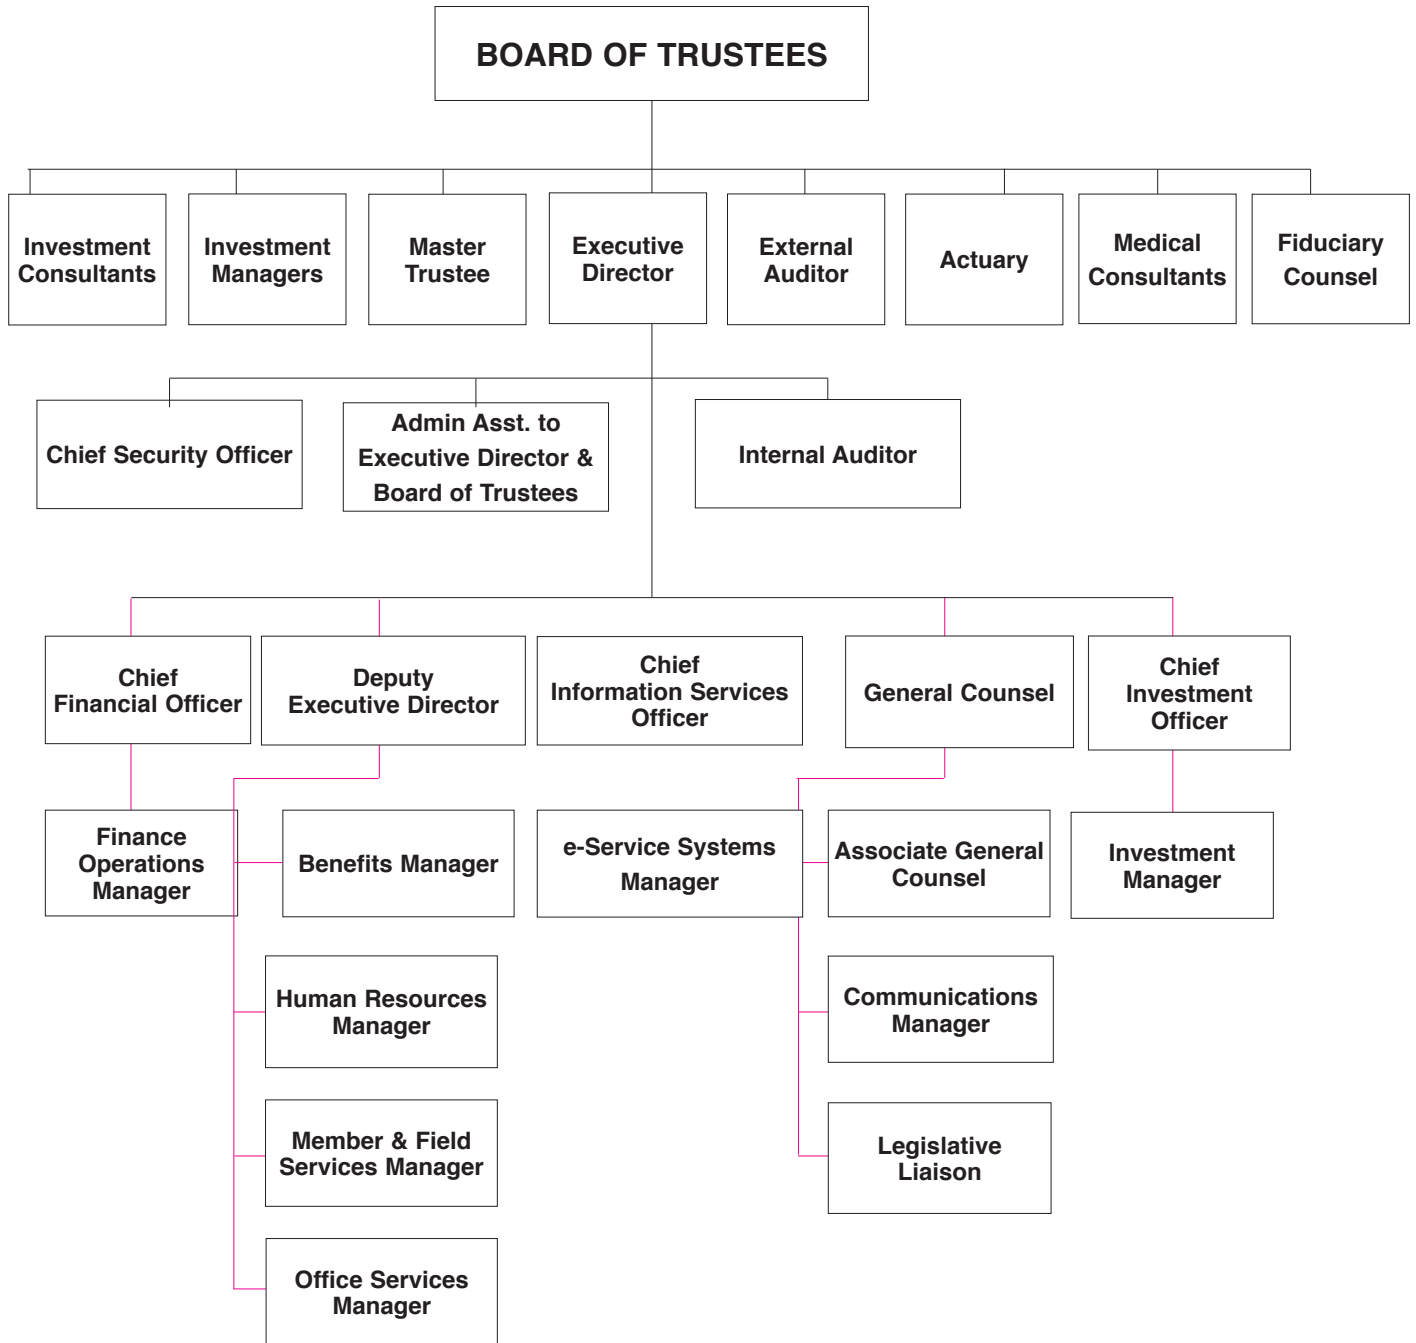 BOARD OF TRUSTEES
Investment
Consultants
Investment
Managers
Master
Trustee
Executive
Director
External
Auditor
Actuary
Medical
Consultants
Fiduciary
Counsel
Chief Security Officer
Admin Asst. to
Executive Director &
Board of Trustees
Internal Auditor
Chief
Financial Officer
Deputy
Executive Director
Chief
Information Services
Officer
General Counsel
Chief
Investment
Officer
Finance
Operations
Manager
Benefits Manager
e-Service Systems
Manager
Associate General
Counsel
Investment
Manager
Human Resources
Manager
Communications
Manager
Member & Field
Services Manager
Legislative
Liaison
Office Services
Manager